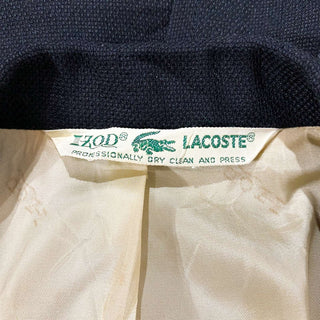 IZOD® LACOSTE®
PROFESSIONALLY DRY CLEAN AND PRESS